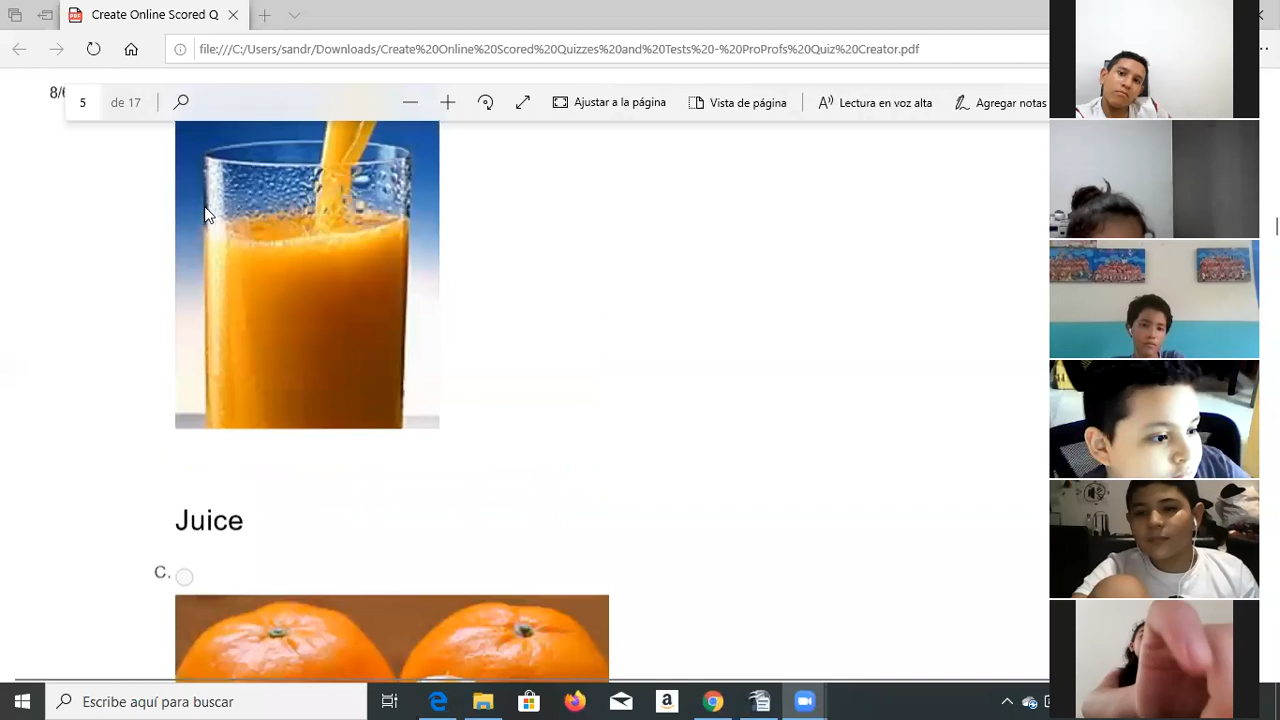 Create Online Scored Q
file:///C:/Users/sandr/Downloads/Create%20Online%20Scored%20Quizzes%20and%20Tests%20-%20ProProfs%20Quiz%20Creator.pdf
8/6
5 de 17
Ajustar a la página
Vista de página
Lectura en voz alta
Agregar notas
Juice
C.
Escribe aquí para buscar